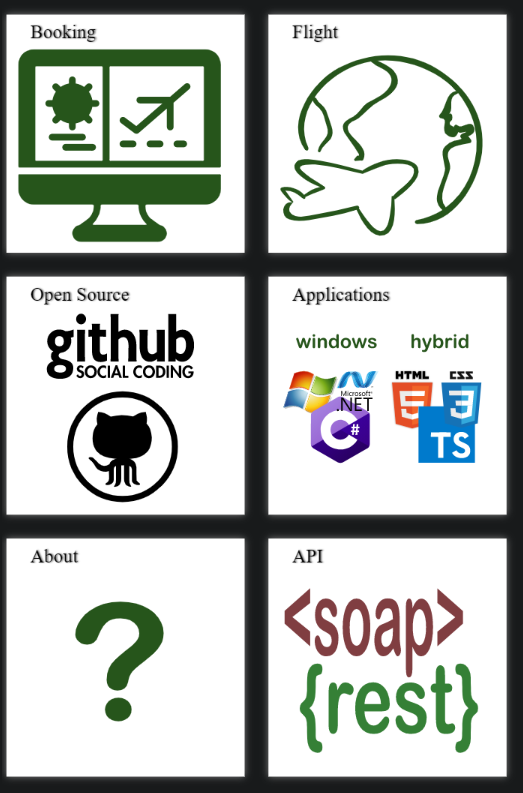 Booking
Flight
Open Source
github
SOCIAL CODING
Applications
windows hybrid
Microsoft®
.NET
C#
HTML
5
CSS
3
TS
About
?
API
<soap>
{rest}